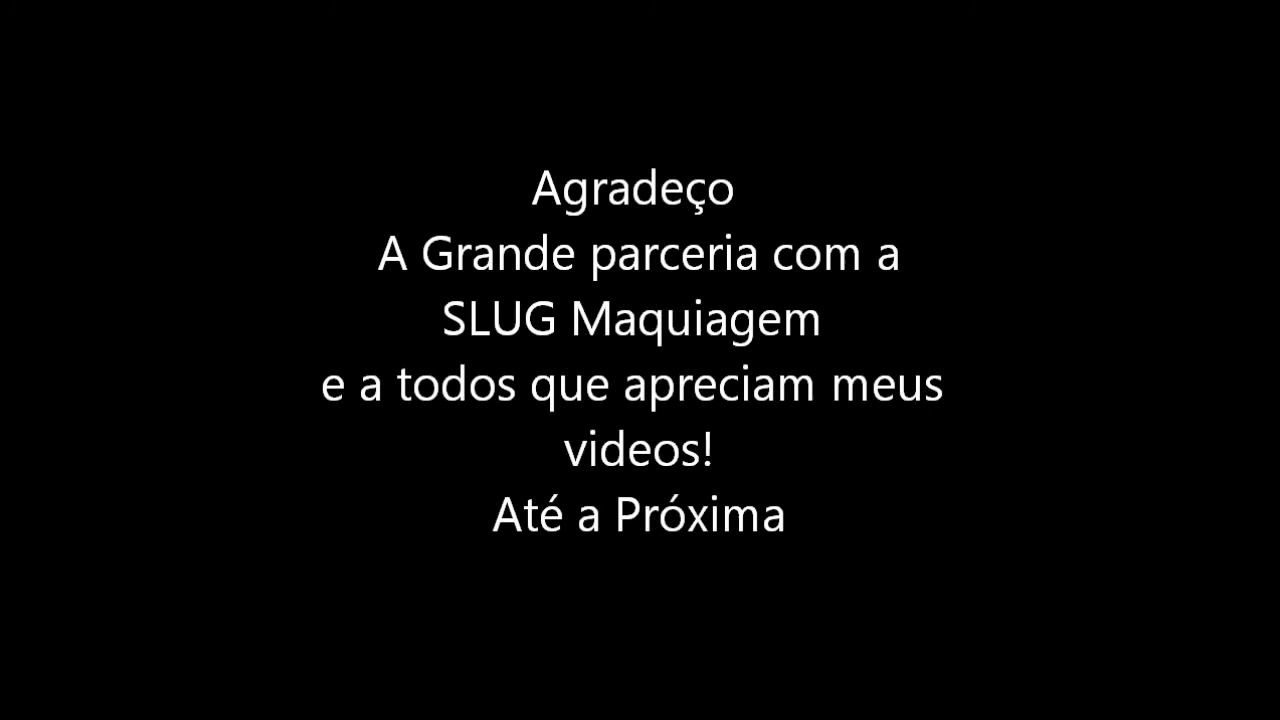 Agradeço
A Grande parceria com a
SLUG Maquiagem
e a todos que apreciam meus
videos!
Até a Próxima